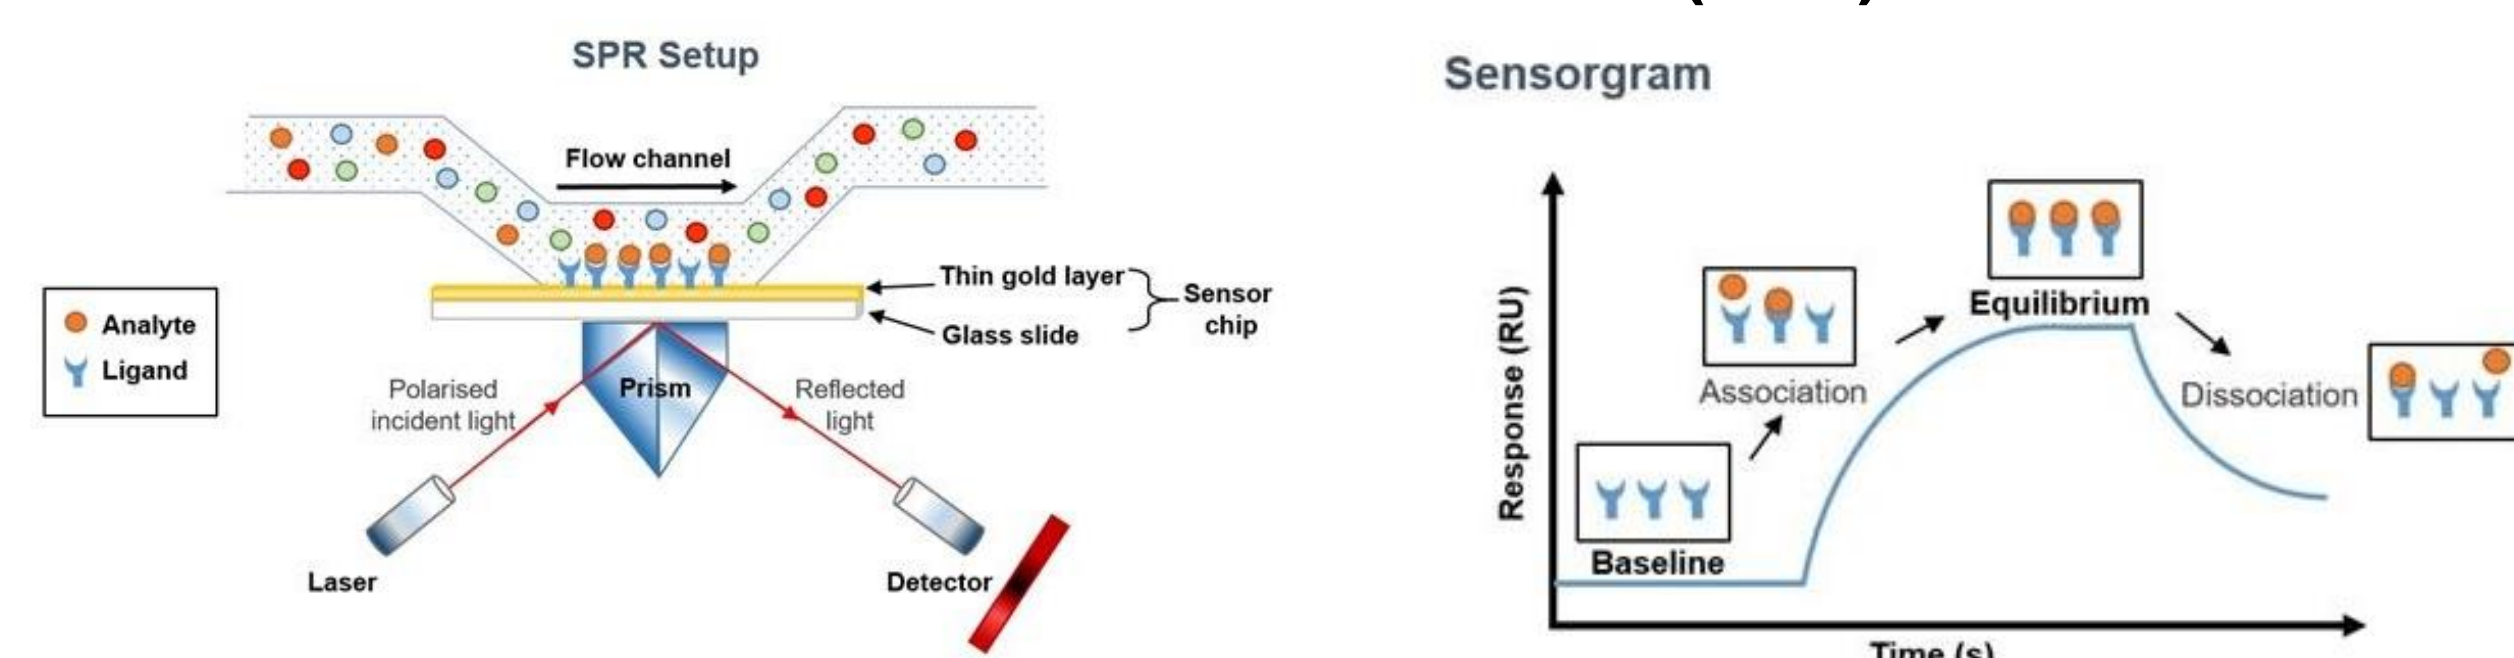 SPR Setup
Flow channel
Thin gold layer
Glass slide
Sensor
chip
Analyte
Ligand
Polarised
incident light
Prism
Reflected
light
Laser
Detector
Sensorgram
Response (RU)
Equilibrium
Association
Dissociation
Baseline
Time (s)